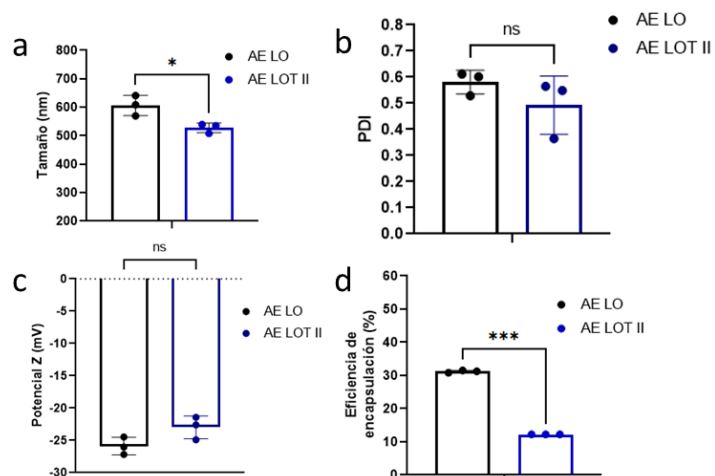 a
Tamaño (nm)
800
700
600
500
400
300
200
*
AE LO
AE LOT II
b
PDI
0.8
0.7
0.6
0.5
0.4
0.3
0.2
0.1
0.0
ns
AE LO
AE LOT II
c
Potencial Z (mV)
ns
0
-5
-10
-15
-20
-25
-30
AE LO
AE LOT II
d
Eficiencia de
encapsulación (%)
60
50
40
30
20
10
0
***
AE LO
AE LOT II